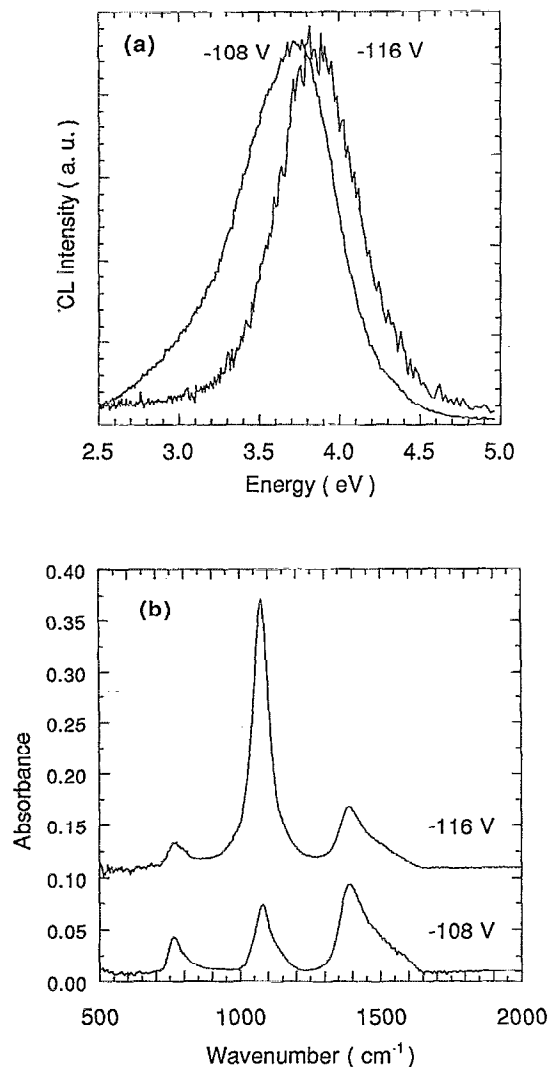 (a)
-108 V
-116 V
CL intensity ( a. u. )
2.5 3.0 3.5 4.0 4.5 5.0
Energy ( eV )
(b)
0.40
0.35
0.30
0.25
0.20
0.15
0.10
0.05
0.00
Absorbance
-116 V
-108 V
500 1000 1500 2000
Wavenumber ( cm⁻¹ )